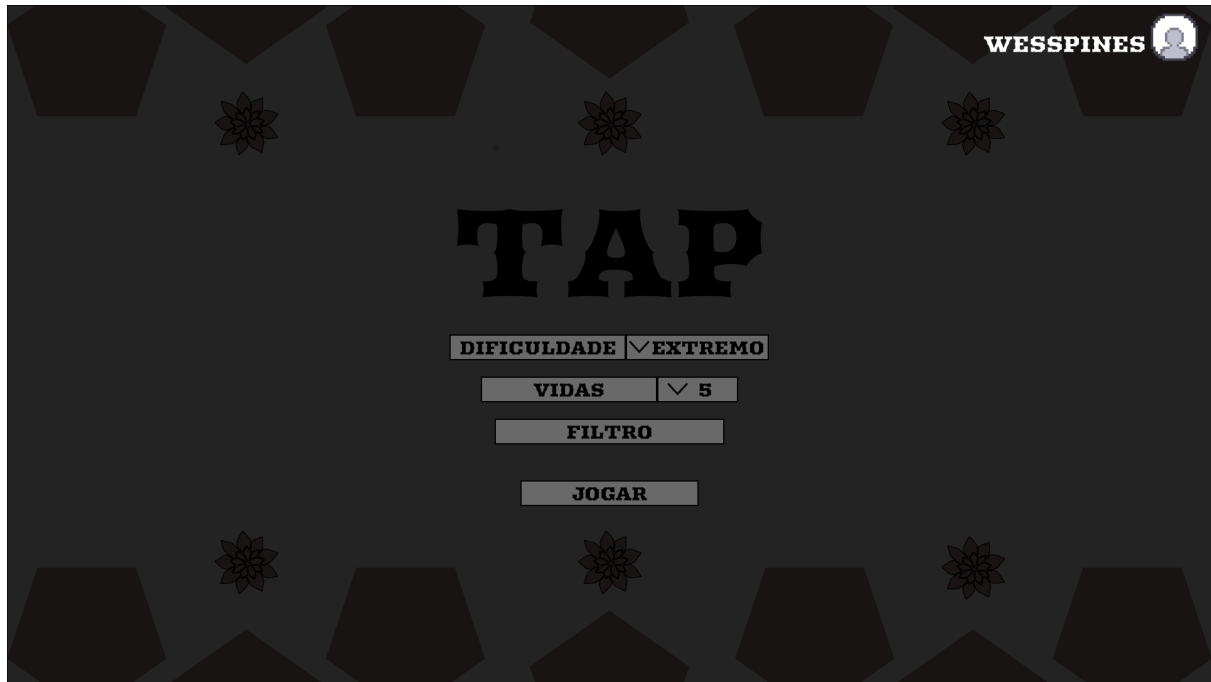 WESSPINES
TAP
DIFICULDADE EXTREMO
VIDAS 5
FILTRO
JOGAR